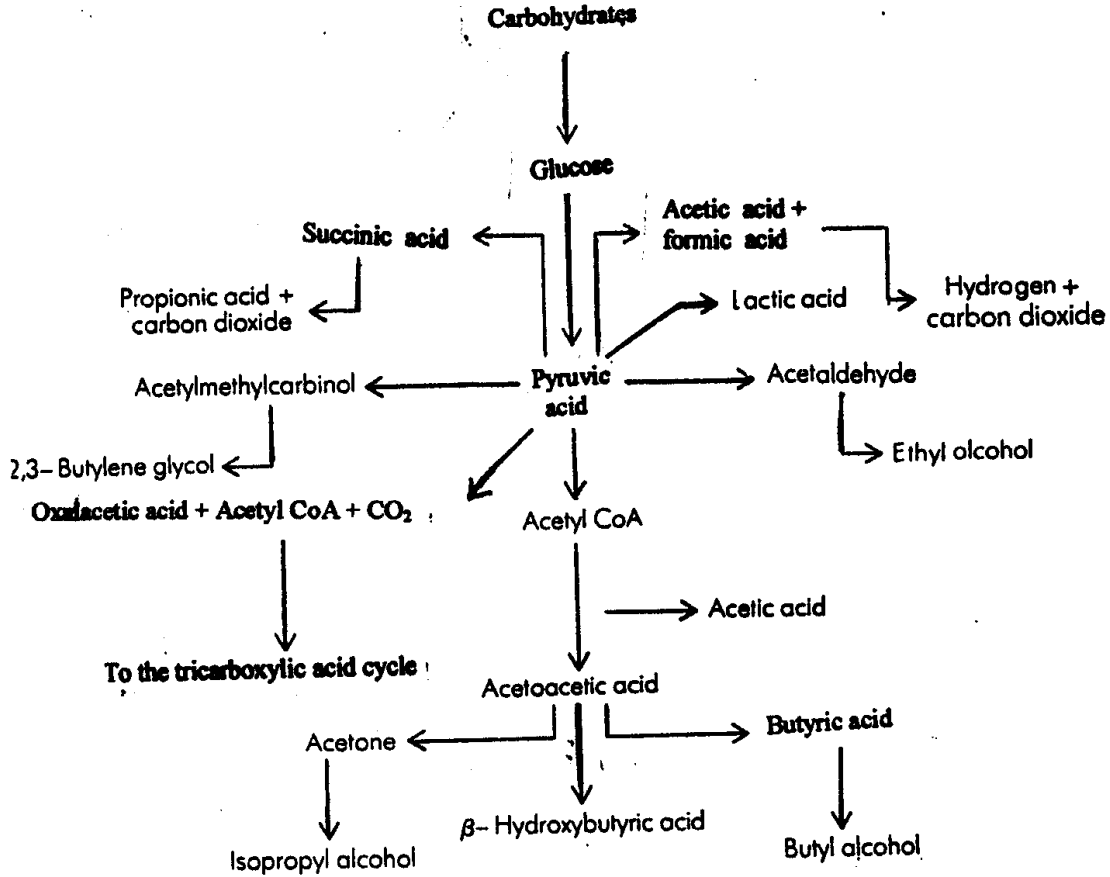 Carbohydrates
Glucose
Succinic acid
Acetic acid +
formic acid
Propionic acid +
carbon dioxide
Lactic acid
Hydrogen +
carbon dioxide
Acetylmethylcarbinol
Pyruvic
acid
Acetaldehyde
2,3- Butylene glycol
Ethyl olcohol
Oxalacetic acid + Acetyl CoA + CO₂
Acetyl CoA
Acetic acid
To the tricarboxylic acid cycle
Acetoacetic acid
Acetone
Butyric acid
β- Hydroxybutyric acid
Isopropyl alcohol
Butyl alcohol